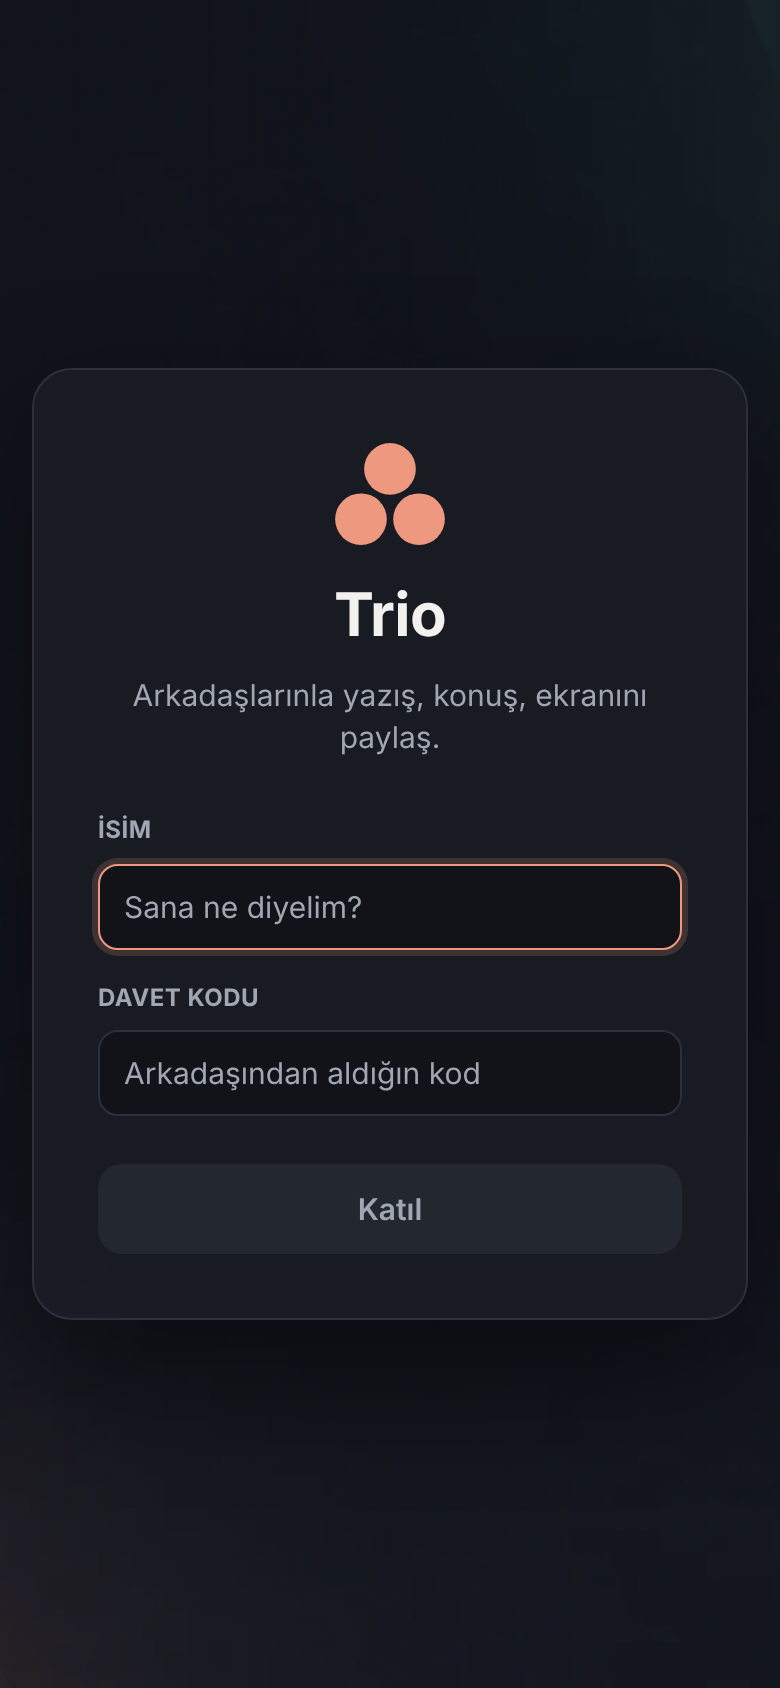 Trio
Arkadaşlarınla yazış, konuş, ekranını
paylaş.
İSİM
Sana ne diyelim?
DAVET KODU
Arkadaşından aldığın kod
Katıl